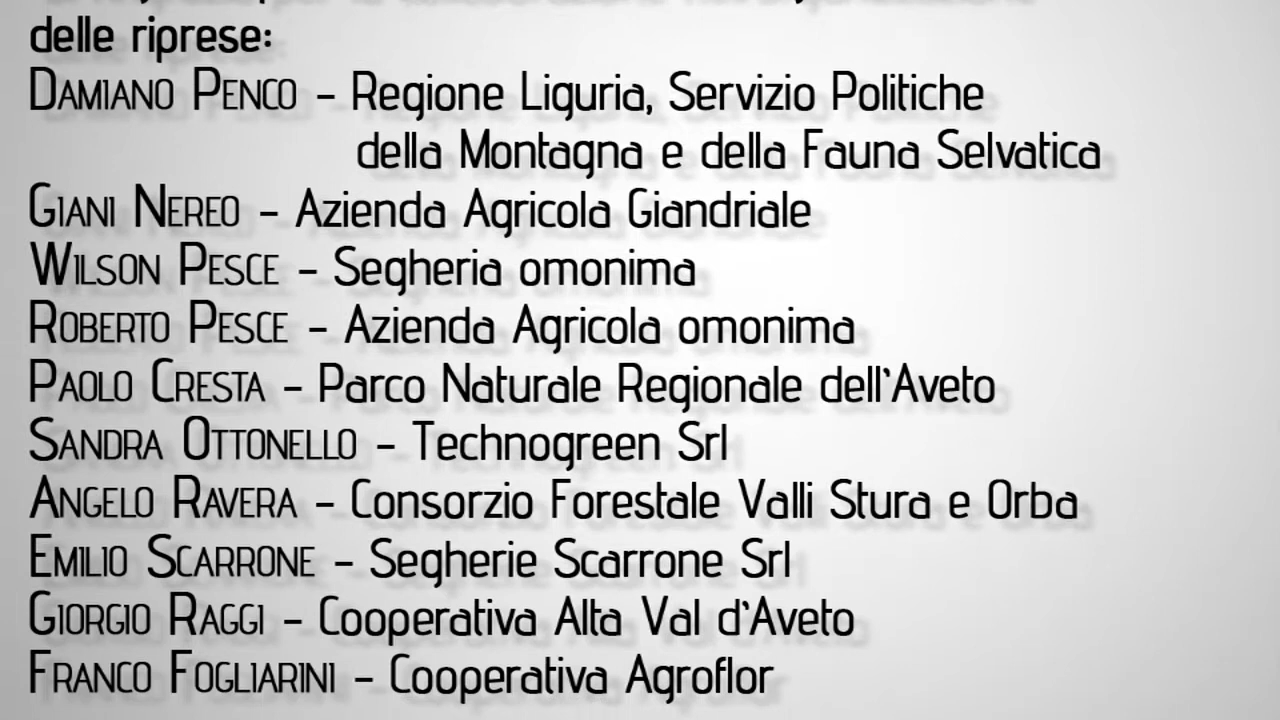 delle riprese:
DAMIANO PENCO – Regione Liguria, Servizio Politiche
della Montagna e della Fauna Selvatica
GIANI NEREO – Azienda Agricola Giandriale
WILSON PESCE – Segheria omonima
ROBERTO PESCE – Azienda Agricola omonima
PAOLO CRESTA – Parco Naturale Regionale dell'Aveto
SANDRA OTTONELLO – Technogreen Srl
ANGELO RAVERA – Consorzio Forestale Valli Stura e Orba
EMILIO SCARRONE – Segherie Scarrone Srl
GIORGIO RAGGI – Cooperativa Alta Val d'Aveto
FRANCO FOGLIARINI – Cooperativa Agroflor